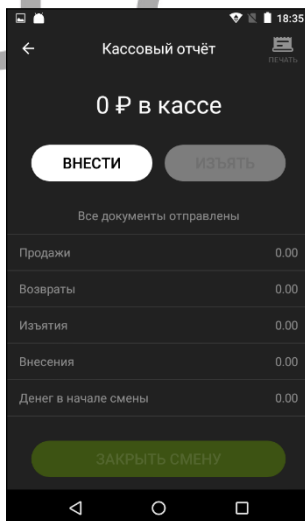 18:35
Кассовый отчёт
ПЕЧАТЬ
0 ₽ в кассе
ВНЕСТИ
ИЗЪЯТЬ
Все документы отправлены
Продажи 0.00
Возвраты 0.00
Изъятия 0.00
Внесения 0.00
Денег в начале смены 0.00
ЗАКРЫТЬ СМЕНУ